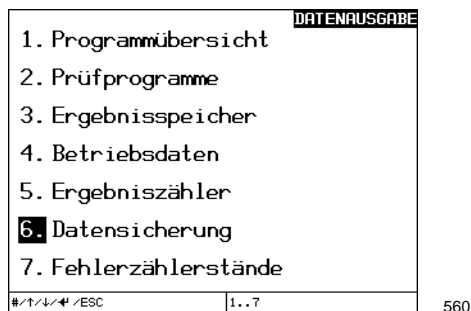 DATENAUSGABE
1. Programmübersicht
2. Prüfprogramme
3. Ergebnisspeicher
4. Betriebsdaten
5. Ergebniszähler
6. Datensicherung
7. Fehlerzählerstände
#/↑/↓/↵/ESC 1..7
560